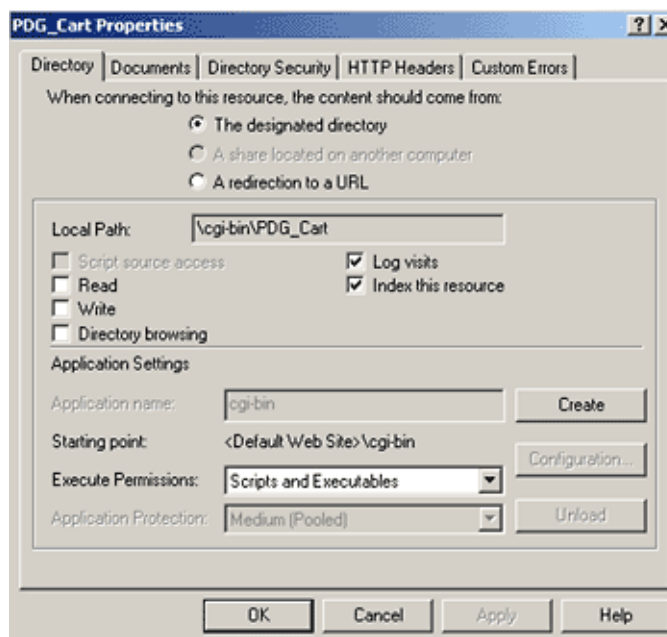 PDG_Cart Properties
Directory Documents Directory Security HTTP Headers Custom Errors
When connecting to this resource, the content should come from:
The designated directory
A share located on another computer
A redirection to a URL
Local Path: \cgi-bin\PDG_Cart
Script source access Log visits
Read Index this resource
Write
Directory browsing
Application Settings
Application name: cgi-bin Create
Starting point: <Default Web Site>\cgi-bin
Configuration...
Execute Permissions: Scripts and Executables
Application Protection: Medium (Pooled) Unload
OK Cancel Apply Help